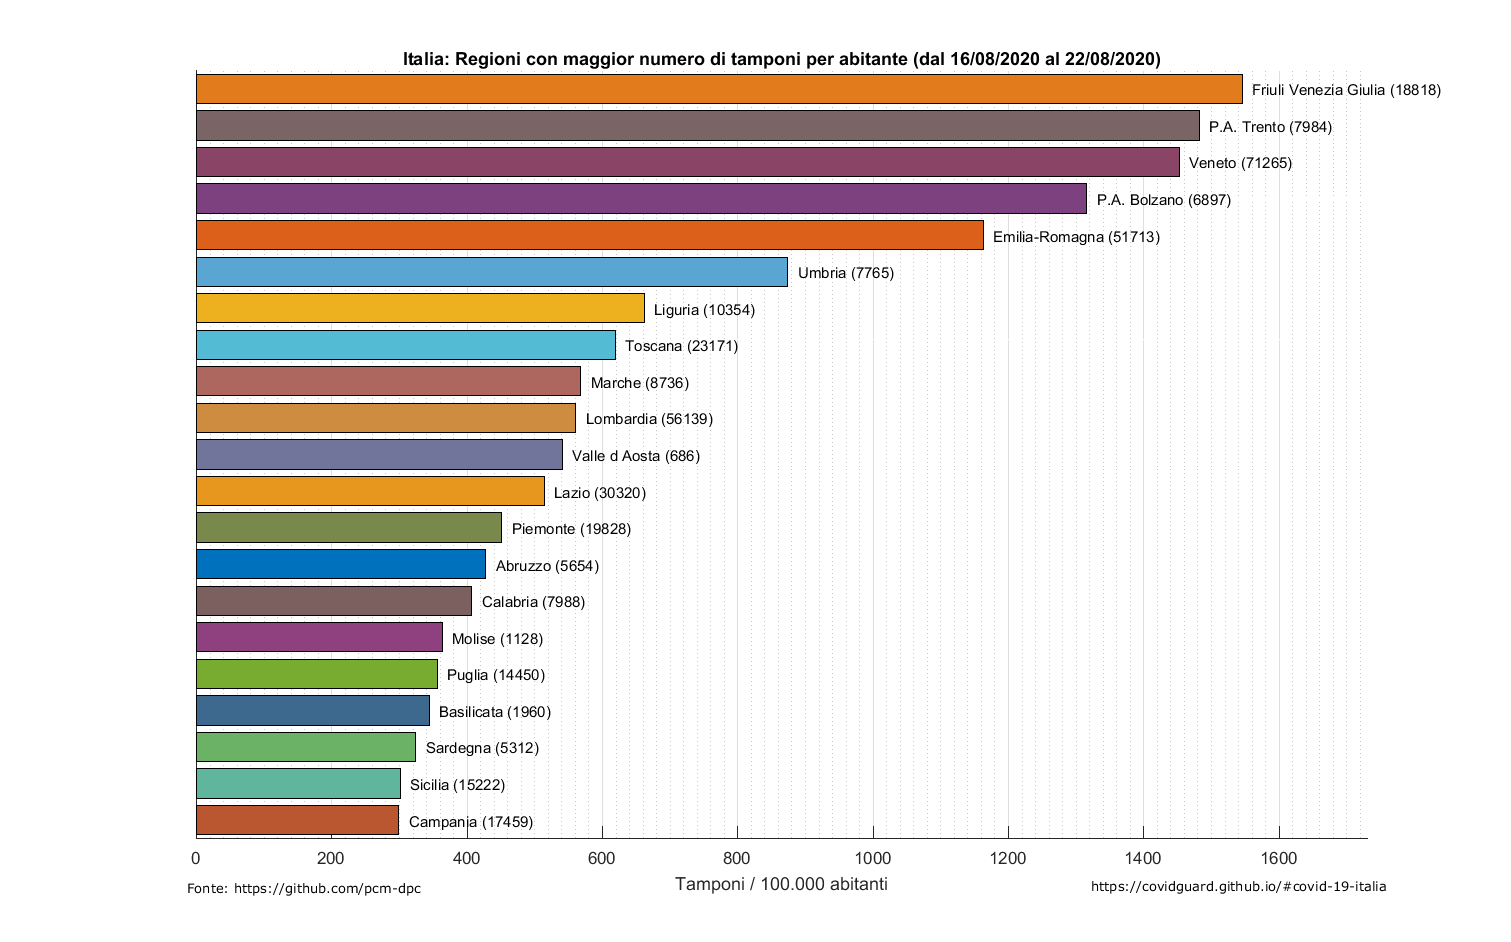 Italia: Regioni con maggior numero di tamponi per abitante (dal 16/08/2020 al 22/08/2020)
Friuli Venezia Giulia (18818)
P.A. Trento (7984)
Veneto (71265)
P.A. Bolzano (6897)
Emilia-Romagna (51713)
Umbria (7765)
Liguria (10354)
Toscana (23171)
Marche (8736)
Lombardia (56139)
Valle d Aosta (686)
Lazio (30320)
Piemonte (19828)
Abruzzo (5654)
Calabria (7988)
Molise (1128)
Puglia (14450)
Basilicata (1960)
Sardegna (5312)
Sicilia (15222)
Campania (17459)
0 200 400 600 800 1000 1200 1400 1600
Tamponi / 100.000 abitanti
Fonte: https://github.com/pcm-dpc
https://covidguard.github.io/#covid-19-italia